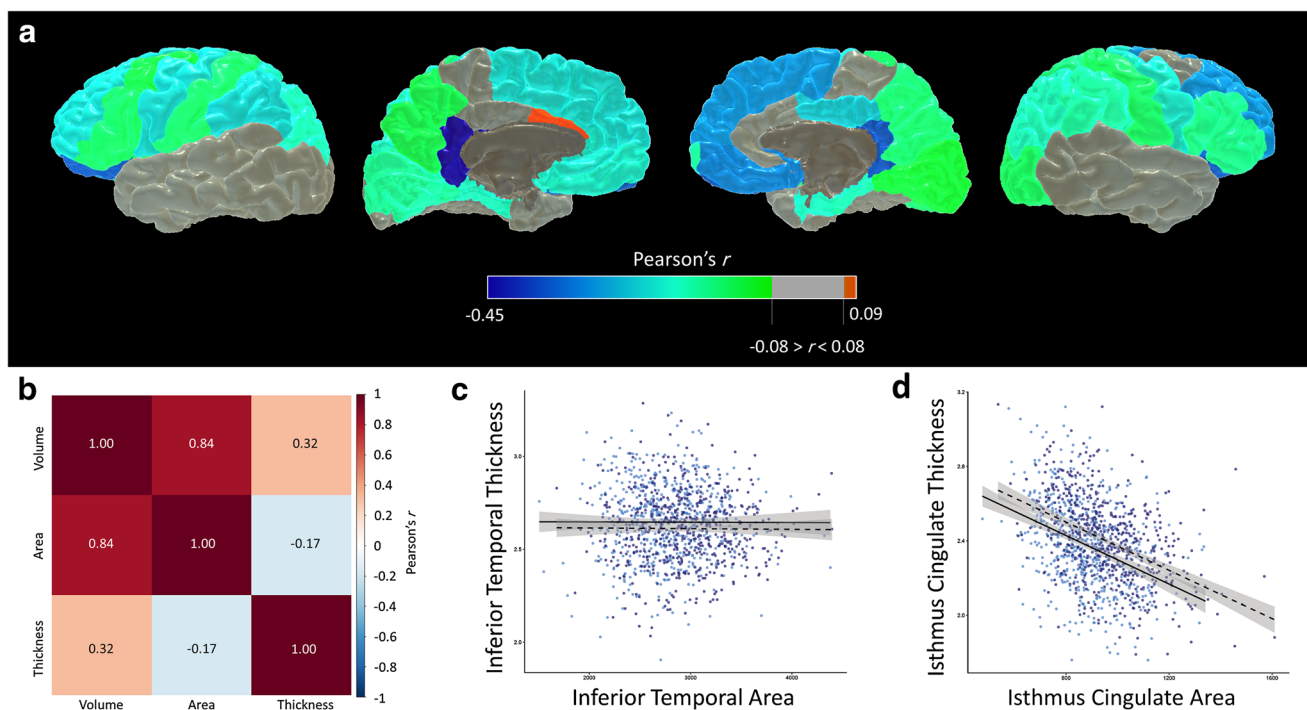 a
Pearson's r
-0.45
0.09
-0.08 > r < 0.08
b
Volume
Area
Thickness
1.00 0.84 0.32
0.84 1.00 -0.17
0.32 -0.17 1.00
Volume Area Thickness
1
0.8
0.6
0.4
0.2
0
-0.2
-0.4
-0.6
-0.8
-1
Pearson's r
c
Inferior Temporal Thickness
3.0
2.5
2.0
2000 3000 4000
Inferior Temporal Area
d
Isthmus Cingulate Thickness
3.2
2.8
2.4
2.0
800 1200 1600
Isthmus Cingulate Area